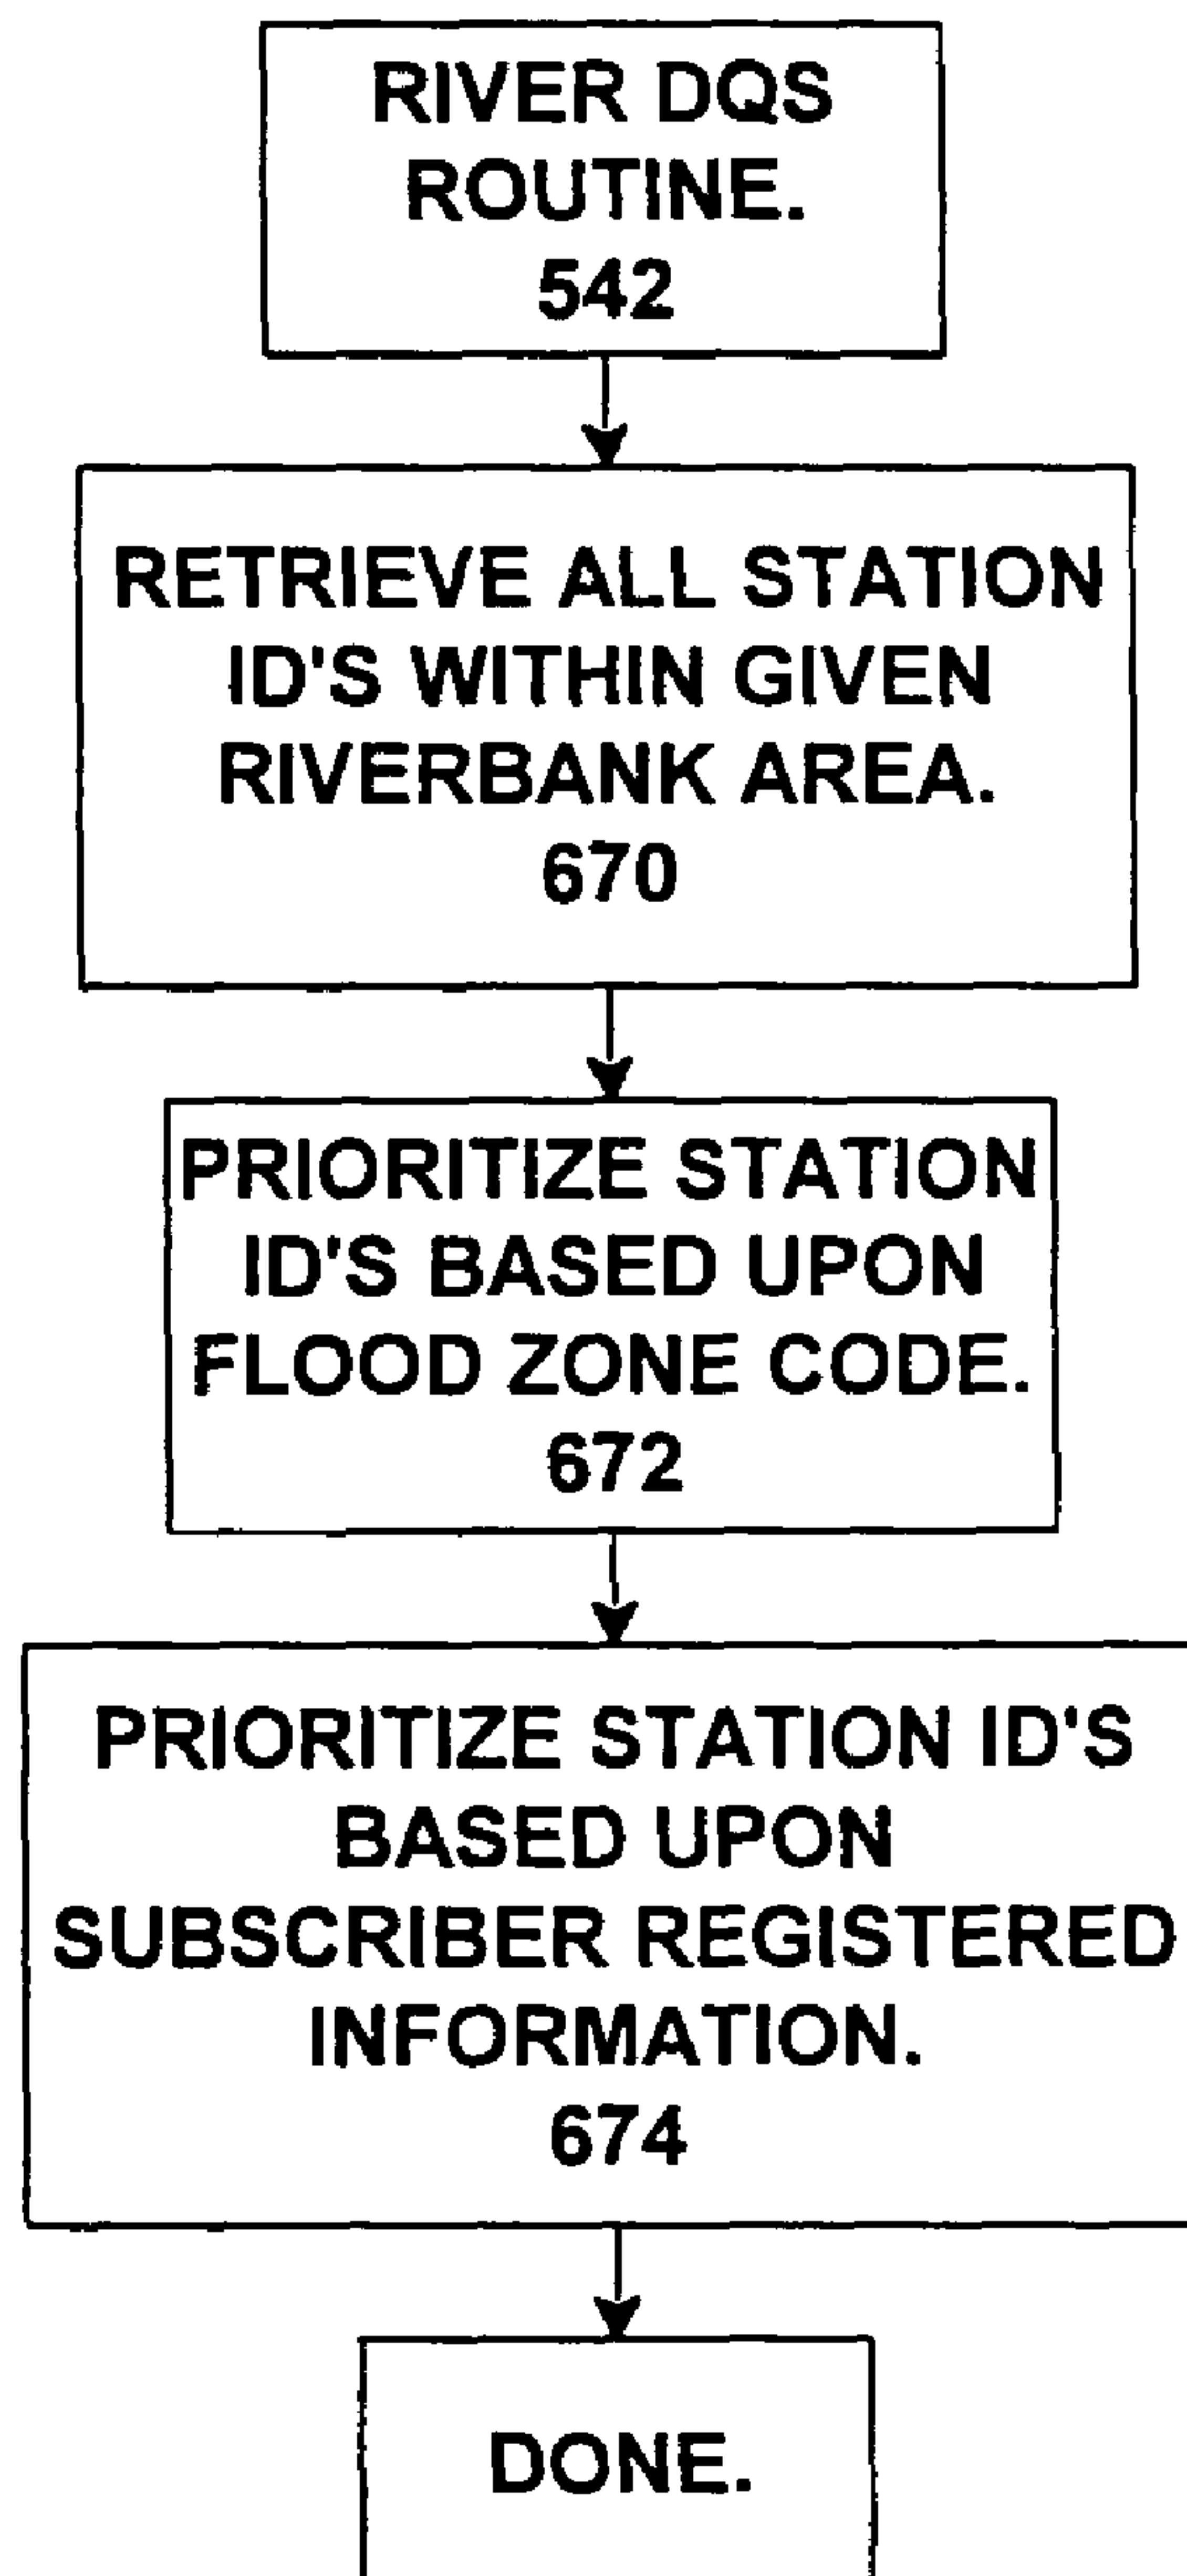 RIVER DQS
ROUTINE.
542
RETRIEVE ALL STATION
ID'S WITHIN GIVEN
RIVERBANK AREA.
670
PRIORITIZE STATION
ID'S BASED UPON
FLOOD ZONE CODE.
672
PRIORITIZE STATION ID'S
BASED UPON
SUBSCRIBER REGISTERED
INFORMATION.
674
DONE.